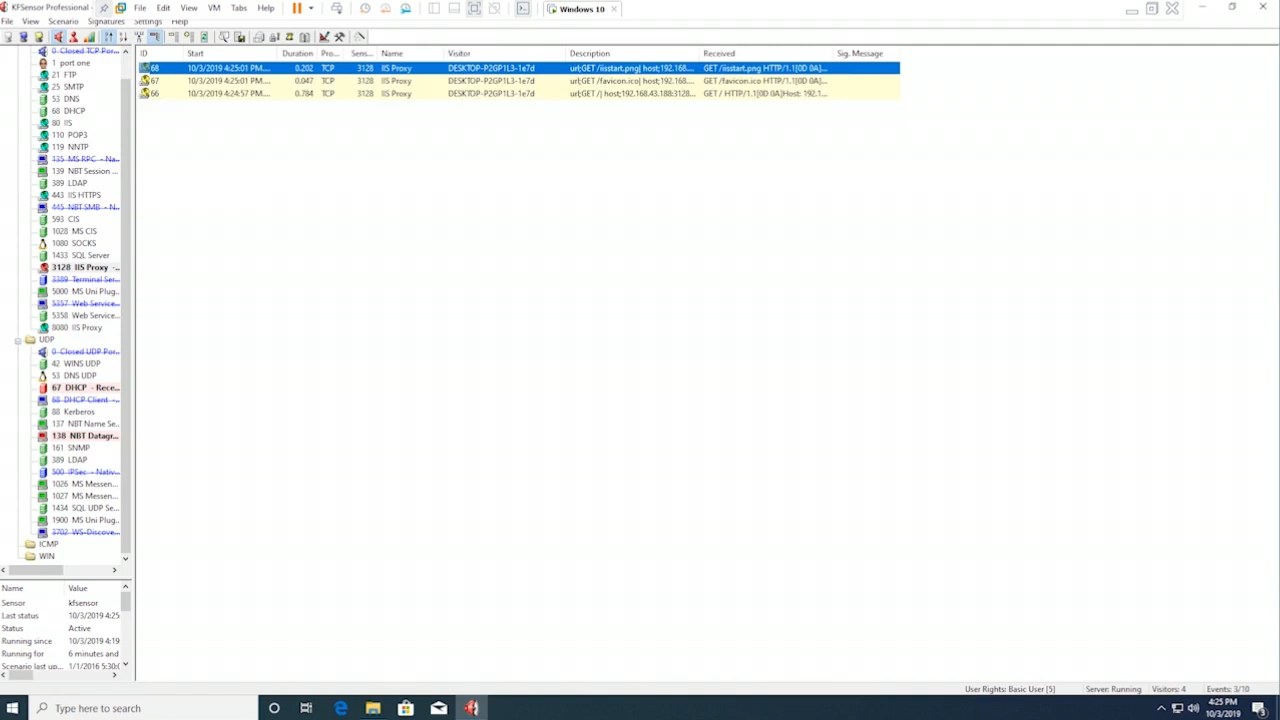 KFSensor Professional -
File View VM Tabs Help
Windows 10
File View Scenario Signatures Settings Help
ID Start Duration Pro... Sens... Name Visitor Description Received Sig. Message
68 10/3/2019 4:25:01 PM.... 0.202 TCP 3128 IIS Proxy DESKTOP-P2GP1L3-1e7d url;GET /iisstart.png| host;192.168.... GET /iisstart.png HTTP/1.1[0D 0A]...
67 10/3/2019 4:25:01 PM.... 0.047 TCP 3128 IIS Proxy DESKTOP-P2GP1L3-1e7d url;GET /favicon.ico| host;192.168.... GET /favicon.ico HTTP/1.1[0D 0A]...
66 10/3/2019 4:24:57 PM.... 0.784 TCP 3128 IIS Proxy DESKTOP-P2GP1L3-1e7d url;GET /| host;192.168.43.188:3128... GET / HTTP/1.1[0D 0A]Host: 192.1...
0 Closed TCP Por...
1 port one
21 FTP
25 SMTP
53 DNS
68 DHCP
80 IIS
110 POP3
119 NNTP
135 MS RPC - Na...
139 NBT Session ...
389 LDAP
443 IIS HTTPS
445 NBT SMB - N...
593 CIS
1028 MS CIS
1080 SOCKS
1433 SQL Server
3128 IIS Proxy -...
3389 Terminal Ser...
5000 MS Uni Plug...
5357 Web Service...
5358 Web Service...
8080 IIS Proxy
UDP
0 Closed UDP Por...
42 WINS UDP
53 DNS UDP
67 DHCP - Rece...
68 DHCP Client -...
88 Kerberos
137 NBT Name Se...
138 NBT Datagr...
161 SNMP
389 LDAP
500 IPSec - Nativ...
1026 MS Messen...
1027 MS Messen...
1434 SQL UDP Se...
1900 MS Uni Plug...
3702 WS-Discove...
ICMP
WIN
Name Value
Sensor kfsensor
Last status 10/3/2019 4:25
Status Active
Running since 10/3/2019 4:19
Running for 6 minutes and
Scenario last up... 1/1/2016 5:30:0
User Rights: Basic User [5] Server: Running Visitors: 4 Events: 3/10
Type here to search
4:25 PM
10/3/2019
3